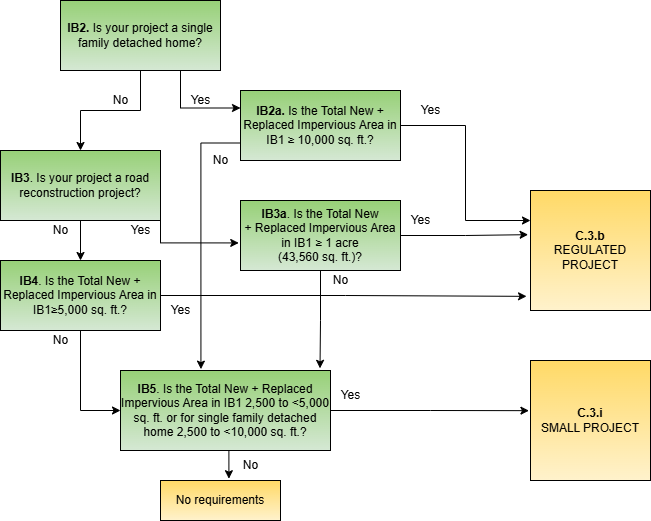 IB2. Is your project a single
family detached home?
No
Yes
IB2a. Is the Total New +
Replaced Impervious Area in
IB1 ≥ 10,000 sq. ft.?
Yes
No
IB3. Is your project a road
reconstruction project?
No
Yes
IB3a. Is the Total New
+ Replaced Impervious Area
in IB1 ≥ 1 acre
(43,560 sq. ft.)?
Yes
No
C.3.b
REGULATED
PROJECT
IB4. Is the Total New +
Replaced Impervious Area in
IB1≥5,000 sq. ft.?
Yes
No
IB5. Is the Total New + Replaced
Impervious Area in IB1 2,500 to <5,000
sq. ft. or for single family detached
home 2,500 to <10,000 sq. ft.?
Yes
No
C.3.i
SMALL PROJECT
No requirements